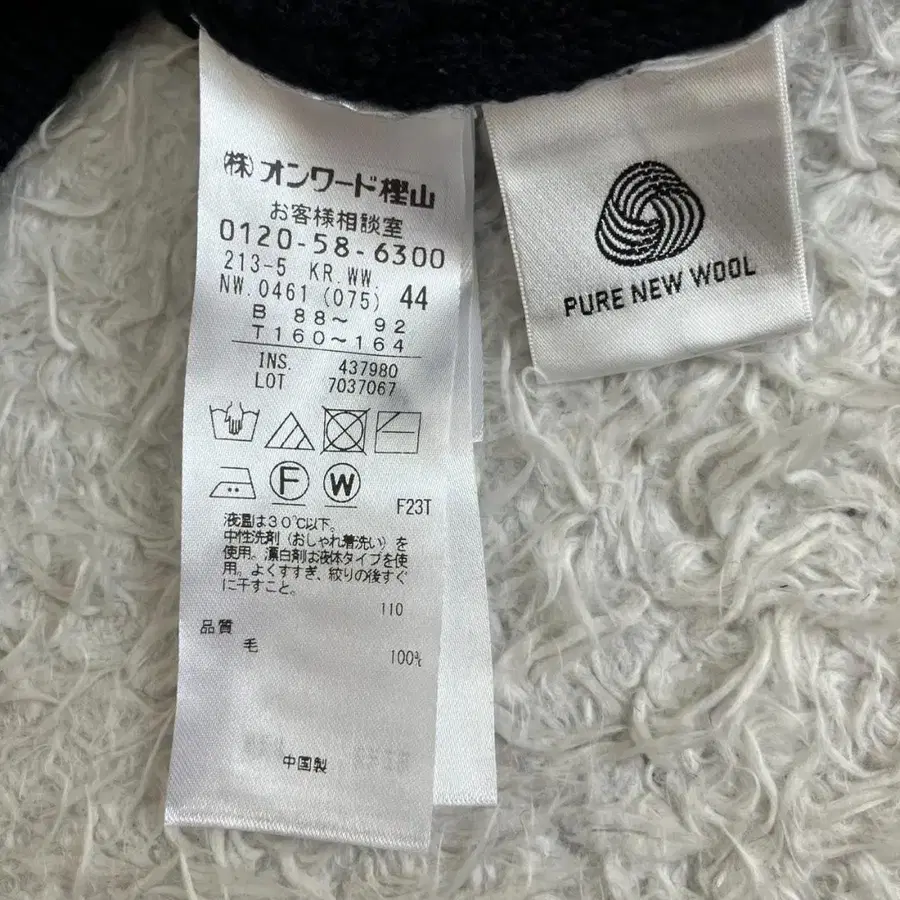 (株)オンワード樫山
お客様相談室
0120-58-6300
213-5 KR.WW.
NW.0461 (075) 44
B 88～ 92
T160～164
INS. 437980
LOT 7037067
F
W
F23T
液温は30℃以下。
中性洗剤（おしゃれ着洗い）を
使用。漂白剤は液体タイプを使
用。よくすすぎ、絞りの後すぐ
に干すこと。
110
品質
毛
100%
中国製
PURE NEW WOOL